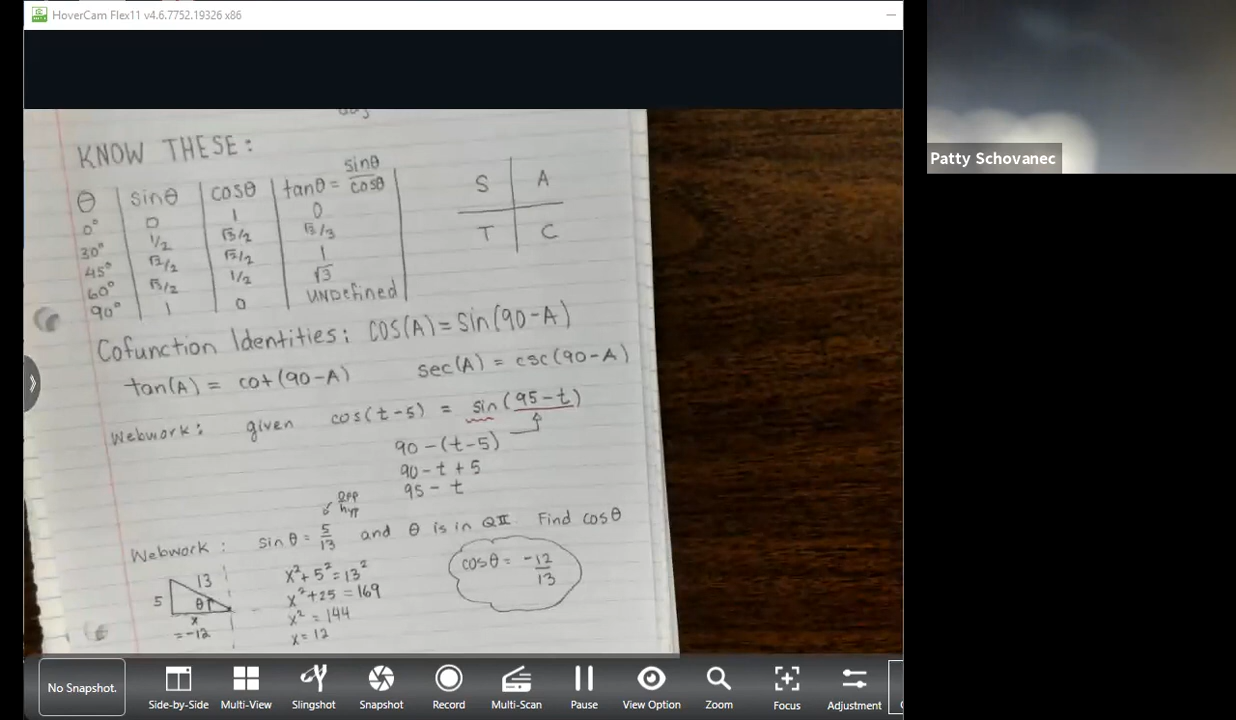 HoverCam Flex11 v4.6.7752.19326 x86
KNOW THESE:
θ | sinθ | cosθ | tanθ = sinθ/cosθ
0° | 0 | 1 | 0
30° | 1/2 | √3/2 | √3/3
45° | √2/2 | √2/2 | 1
60° | √3/2 | 1/2 | √3
90° | 1 | 0 | UNDefined
S | A
T | C
Cofunction Identities: cos(A) = sin(90-A)
tan(A) = cot(90-A) sec(A) = csc(90-A)
Webwork: given cos(t-5) = sin(95-t)
90-(t-5)
90-t+5
95-t
opp/hyp
Webwork: sinθ = 5/13 and θ is in QII. Find cosθ
13
5
θ
x
=-12
x²+5²=13²
x²+25=169
x²=144
x=12
cosθ = -12/13
Patty Schovanec
No Snapshot.
Side-by-Side
Multi-View
Slingshot
Snapshot
Record
Multi-Scan
Pause
View Option
Zoom
Focus
Adjustment